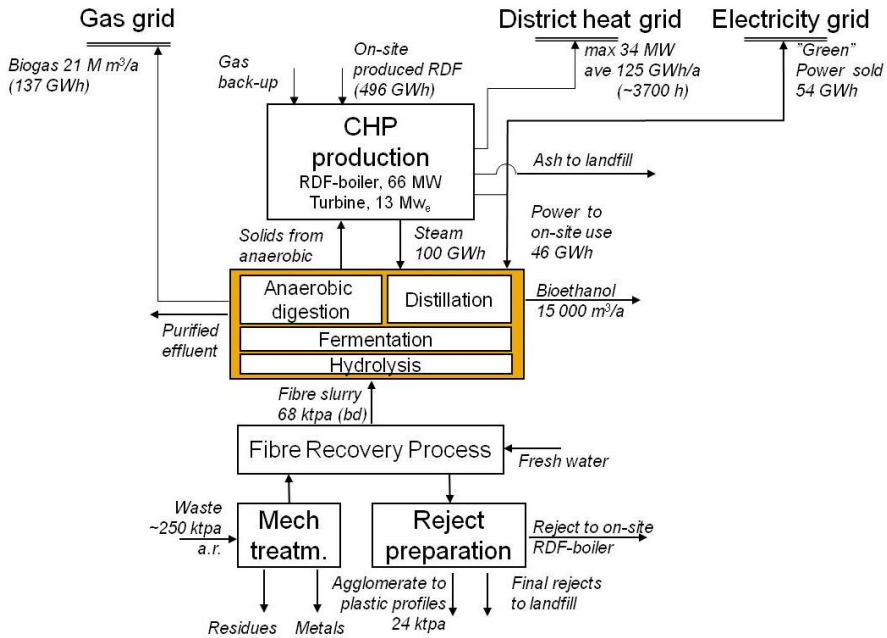 Gas grid
District heat grid
Electricity grid
Biogas 21 M m³/a
(137 GWh)
Gas
back-up
On-site
produced RDF
(496 GWh)
max 34 MW
ave 125 GWh/a
(~3700 h)
"Green"
Power sold
54 GWh
CHP
production
RDF-boiler, 66 MW
Turbine, 13 Mwₑ
Ash to landfill
Solids from
anaerobic
Steam
100 GWh
Power to
on-site use
46 GWh
Anaerobic
digestion
Distillation
Bioethanol
15 000 m³/a
Purified
effluent
Fermentation
Hydrolysis
Fibre slurry
68 ktpa (bd)
Fibre Recovery Process
Fresh water
Waste
~250 ktpa
a.r.
Mech
treatm.
Reject
preparation
Reject to on-site
RDF-boiler
Agglomerate to
plastic profiles
24 ktpa
Final rejects
to landfill
Residues
Metals